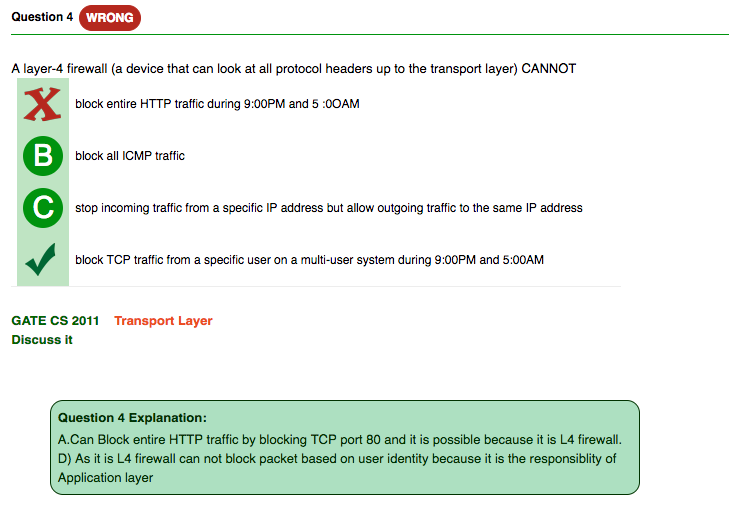 Question 4 WRONG
A layer-4 firewall (a device that can look at all protocol headers up to the transport layer) CANNOT
X block entire HTTP traffic during 9:00PM and 5 :0OAM
B block all ICMP traffic
C stop incoming traffic from a specific IP address but allow outgoing traffic to the same IP address
block TCP traffic from a specific user on a multi-user system during 9:00PM and 5:00AM
GATE CS 2011 Transport Layer
Discuss it
Question 4 Explanation:
A.Can Block entire HTTP traffic by blocking TCP port 80 and it is possible because it is L4 firewall.
D) As it is L4 firewall can not block packet based on user identity because it is the responsiblity of
Application layer